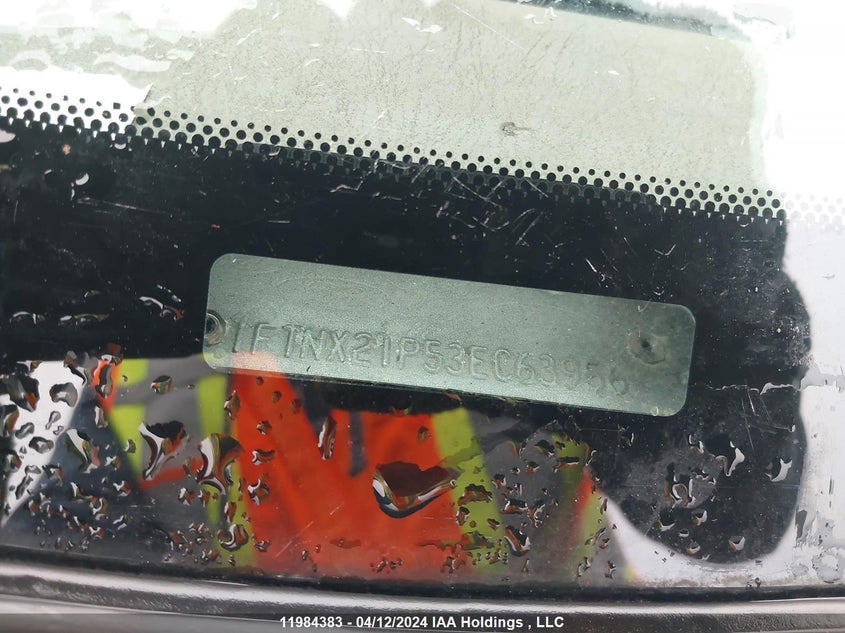 1FTNX21P53EC63956
11984383 - 04/12/2024 IAA Holdings , LLC